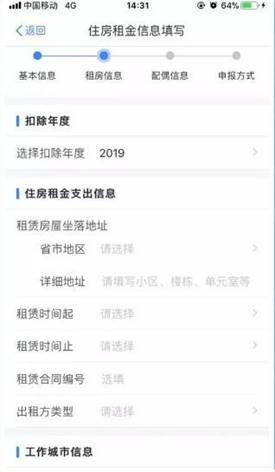 中国移动 4G 14:31 64%
返回 住房租金信息填写
基本信息 租房信息 配偶信息 申报方式
扣除年度
选择扣除年度 2019
住房租金支出信息
租赁房屋坐落地址
省市地区 请选择
详细地址 请填写小区、楼栋、单元室等
租赁时间起 请选择
租赁时间止 请选择
租赁合同编号 选填
出租方类型 请选择
工作城市信息